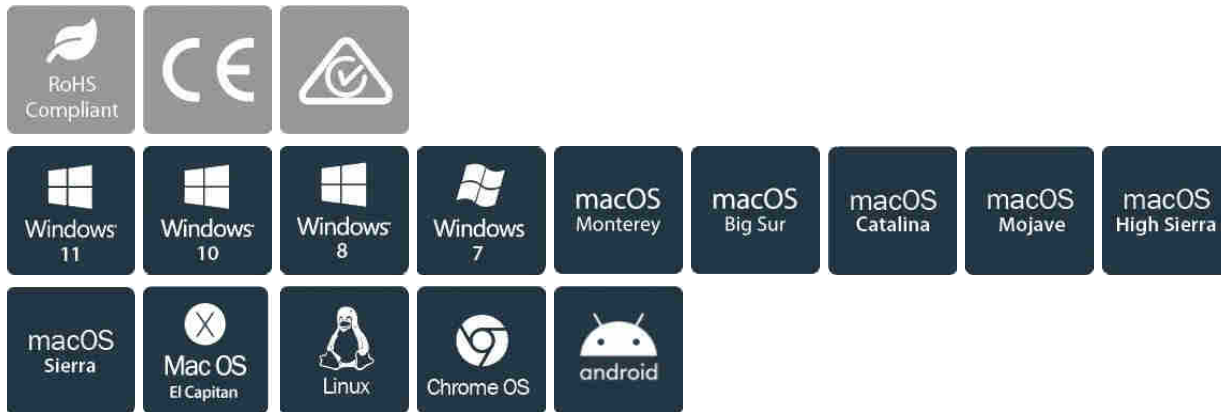 RoHS
Compliant
CE
Windows
11
Windows
10
Windows
8
Windows
7
macOS
Monterey
macOS
Big Sur
macOS
Catalina
macOS
Mojave
macOS
High Sierra
macOS
Sierra
X
Mac OS
El Capitan
Linux
Chrome OS
android